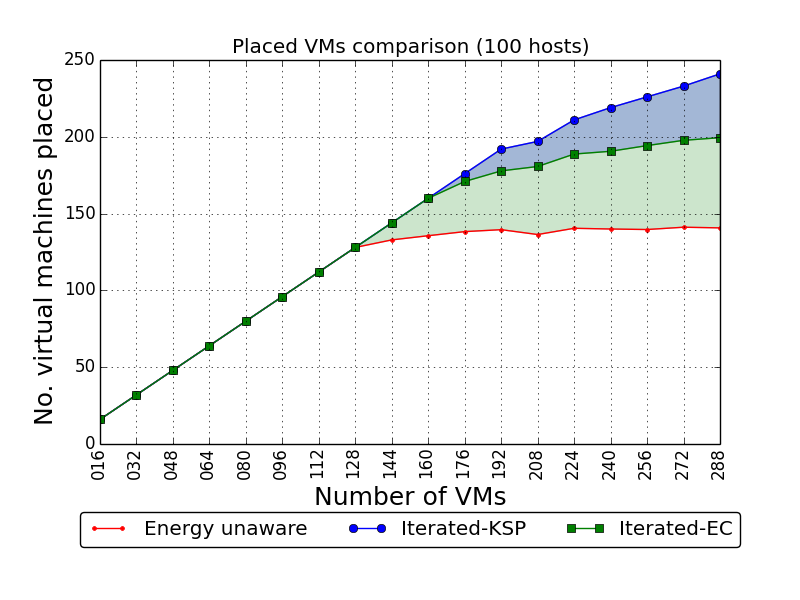 Placed VMs comparison (100 hosts)
No. virtual machines placed
250
200
150
100
50
0
016 032 048 064 080 096 112 128 144 160 176 192 208 224 240 256 272 288
Number of VMs
Energy unaware Iterated-KSP Iterated-EC